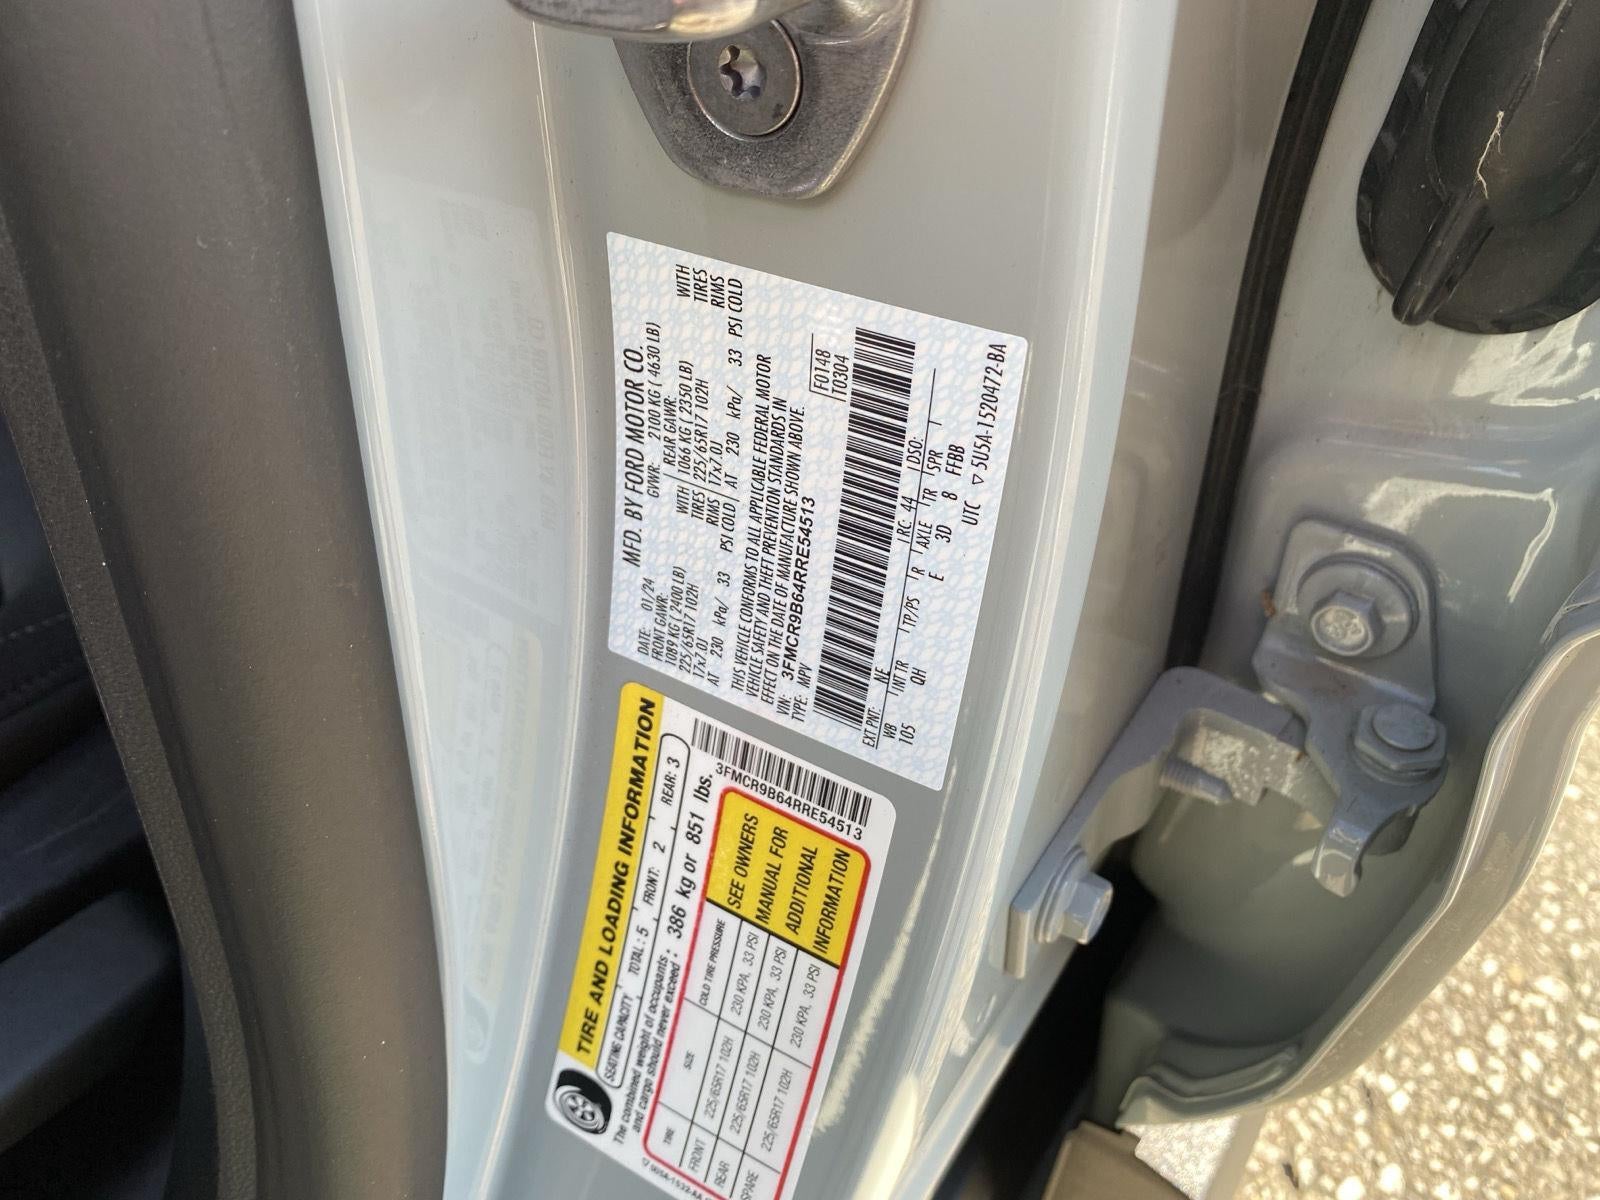 MFD. BY FORD MOTOR CO.
DATE: 01/24 GVWR: 2100 KG ( 4630 LB)
FRONT GAWR: REAR GAWR:
1089 KG ( 2400 LB) WITH 1066 KG ( 2350 LB) WITH
225/65R17 102H TIRES 225/65R17 102H TIRES
17x7.0J RIMS 17x7.0J RIMS
AT 230 kPa/ 33 PSI COLD AT 230 kPa/ 33 PSI COLD
THIS VEHICLE CONFORMS TO ALL APPLICABLE FEDERAL MOTOR
VEHICLE SAFETY AND THEFT PREVENTION STANDARDS IN
EFFECT ON THE DATE OF MANUFACTURE SHOWN ABOVE.
VIN: 3FMCR9B64RRE54513 F0148
TYPE: MPV T0304
EXT PNT: NE RC: 44 DSO:
WB INT TR TP/PS R AXLE TR SPR
105 QH E 3D 8 FFBB
UTC ▽ 5U5A-1520472-BA
TIRE AND LOADING INFORMATION
SEATING CAPACITY TOTAL: 5 FRONT: 2 REAR: 3
The combined weight of occupants
and cargo should never exceed : 386 kg or 851 lbs.
3FMCR9B64RRE54513
TIRE SIZE COLD TIRE PRESSURE
FRONT 225/65R17 102H 230 KPA, 33 PSI
REAR 225/65R17 102H 230 KPA, 33 PSI
SPARE 225/65R17 102H 230 KPA, 33 PSI
SEE OWNERS
MANUAL FOR
ADDITIONAL
INFORMATION